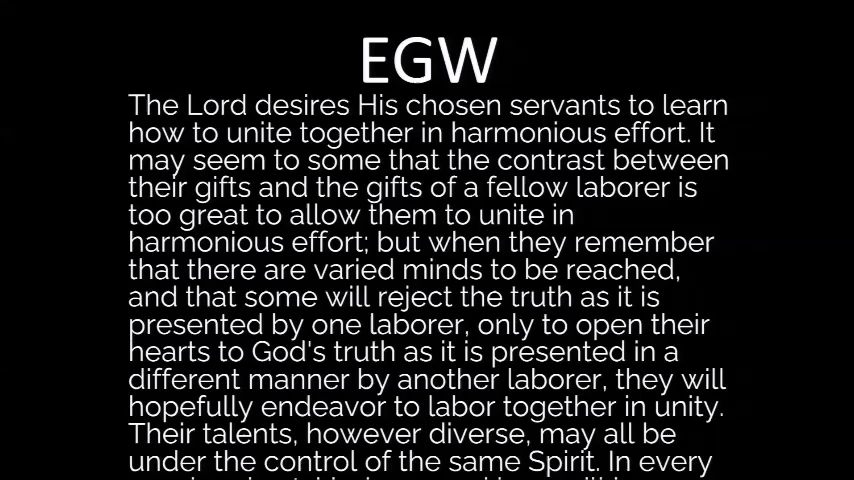 EGW
The Lord desires His chosen servants to learn
how to unite together in harmonious effort. It
may seem to some that the contrast between
their gifts and the gifts of a fellow laborer is
too great to allow them to unite in
harmonious effort; but when they remember
that there are varied minds to be reached,
and that some will reject the truth as it is
presented by one laborer, only to open their
hearts to God's truth as it is presented in a
different manner by another laborer, they will
hopefully endeavor to labor together in unity.
Their talents, however diverse, may all be
under the control of the same Spirit. In every